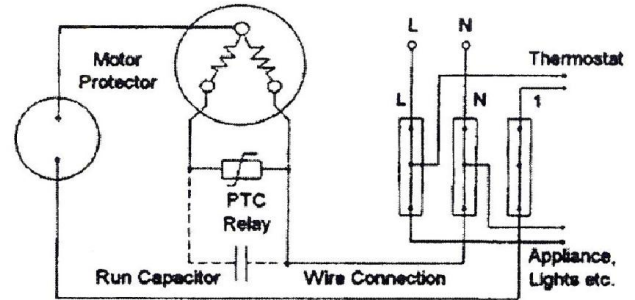 L N
Motor
Protector
Thermostat
L N 1
PTC
Relay
Run Capacitor
Wire Connection
Appliance,
Lights etc.